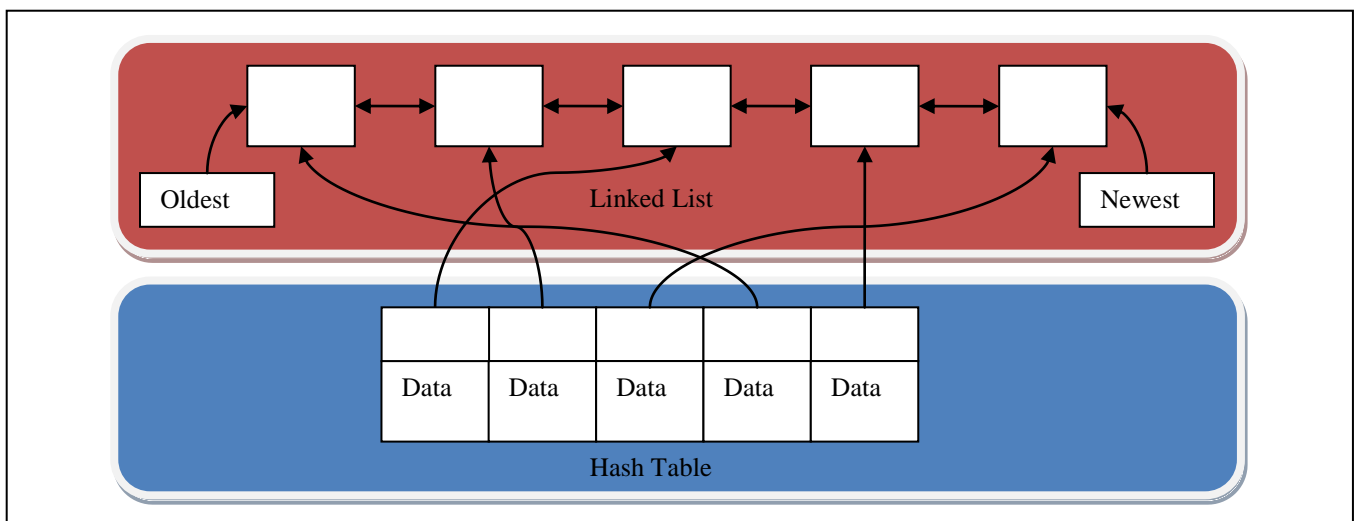 Oldest
Linked List
Newest
Data Data Data Data Data
Hash Table